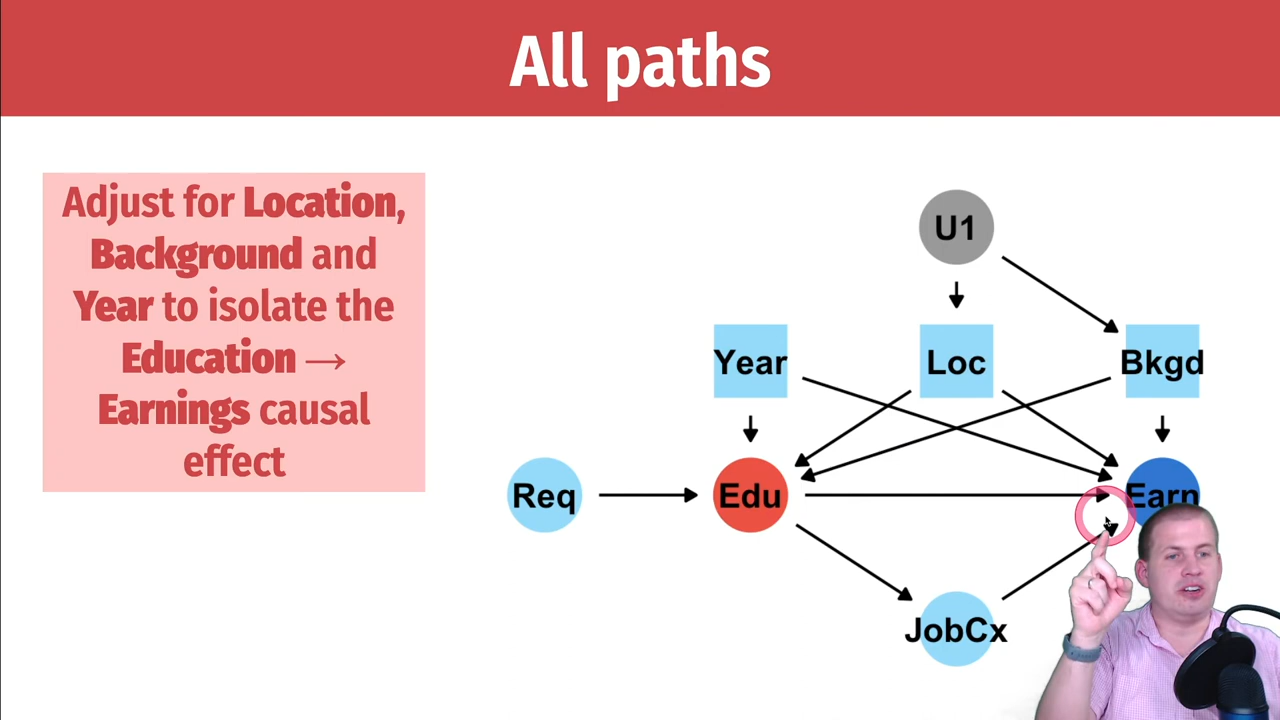 All paths
Adjust for Location,
Background and
Year to isolate the
Education →
Earnings causal
effect
U1
Year
Loc
Bkgd
Req
Edu
Earn
JobCx